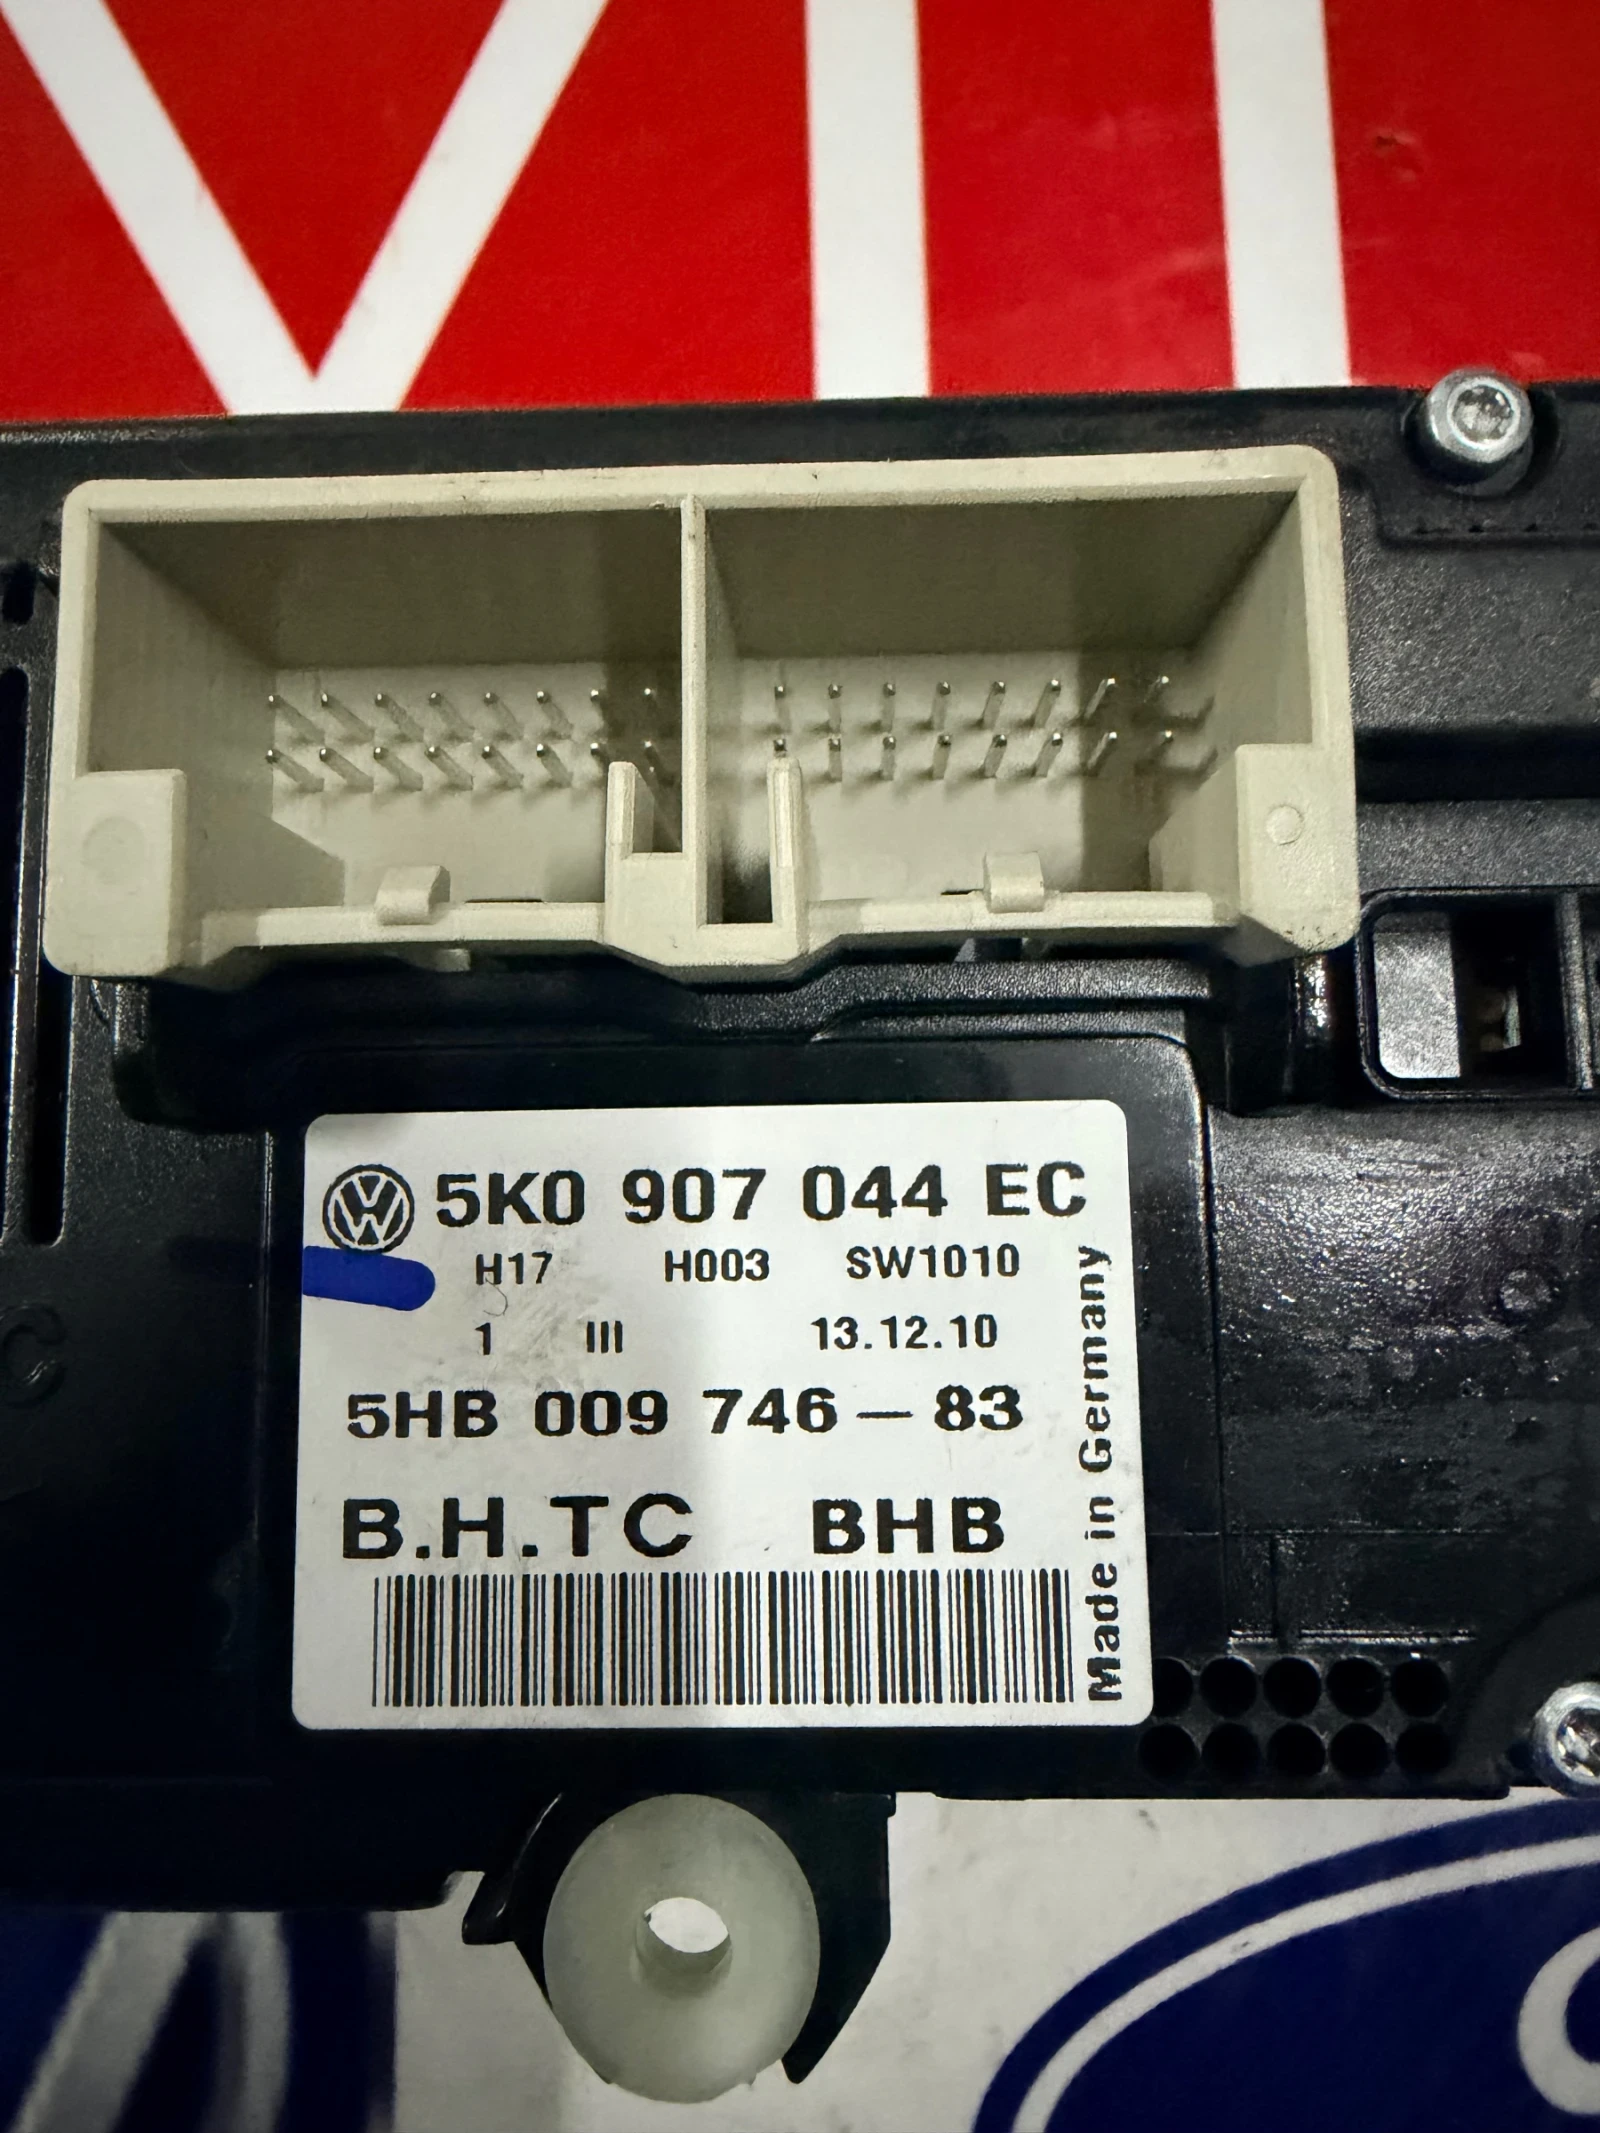 5K0 907 044 EC
H17 H003 SW1010
1 III 13.12.10
5HB 009 746 – 83
B.H.TC BHB
Made in Germany